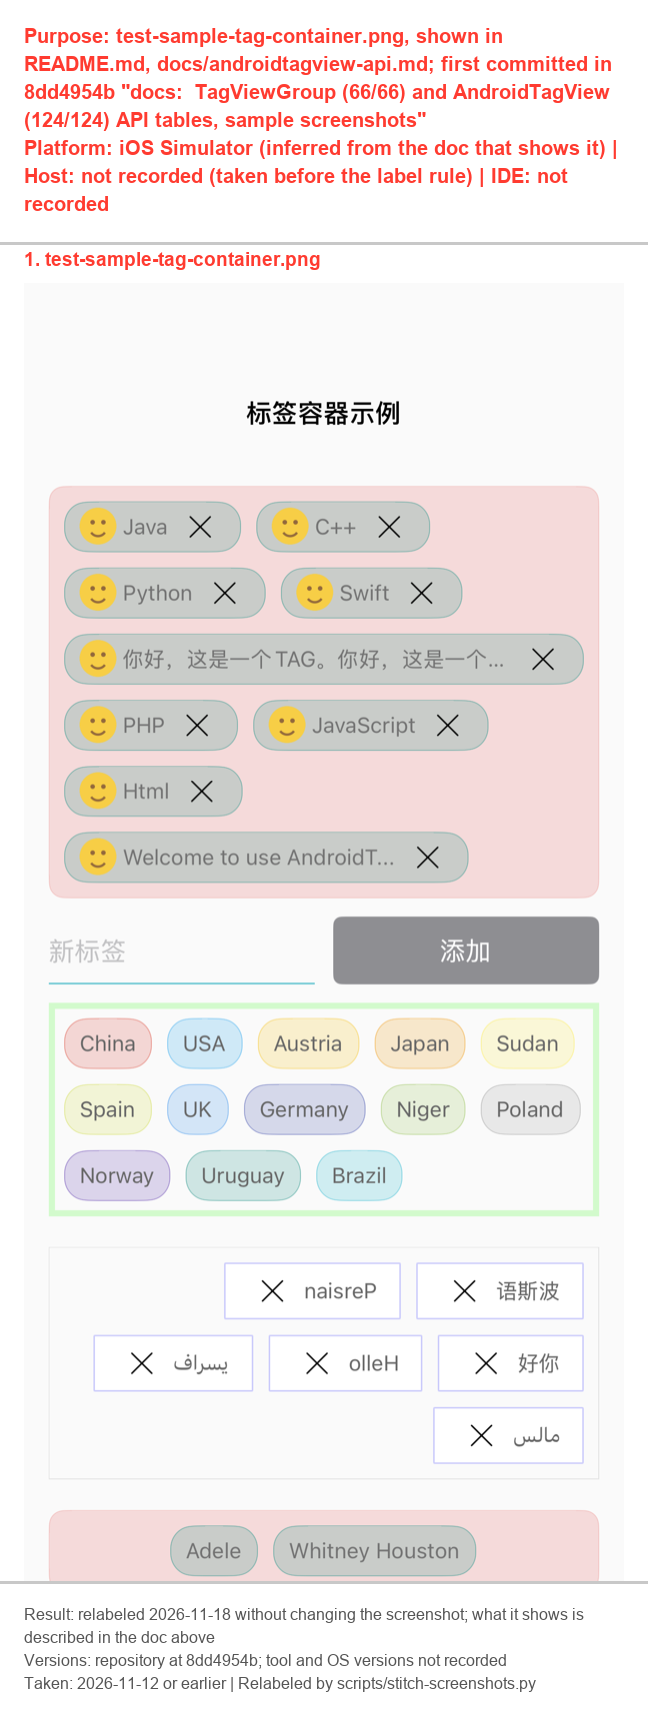 Purpose: test-sample-tag-container.png, shown in
README.md, docs/androidtagview-api.md; first committed in
8dd4954b "docs:  TagViewGroup (66/66) and AndroidTagView
(124/124) API tables, sample screenshots"
Platform: iOS Simulator (inferred from the doc that shows it) |
Host: not recorded (taken before the label rule) | IDE: not
recorded
1. test-sample-tag-container.png
标签容器示例
Java C++
Python Swift
你好，这是一个TAG。你好，这是一个...
PHP JavaScript
Html
Welcome to use AndroidT...
新标签 添加
China USA Austria Japan Sudan
Spain UK Germany Niger Poland
Norway Uruguay Brazil
naisreP 语斯波
يسراف olleH 好你
مالس
Adele Whitney Houston
Result: relabeled 2026-11-18 without changing the screenshot; what it shows is
described in the doc above
Versions: repository at 8dd4954b; tool and OS versions not recorded
Taken: 2026-11-12 or earlier | Relabeled by scripts/stitch-screenshots.py